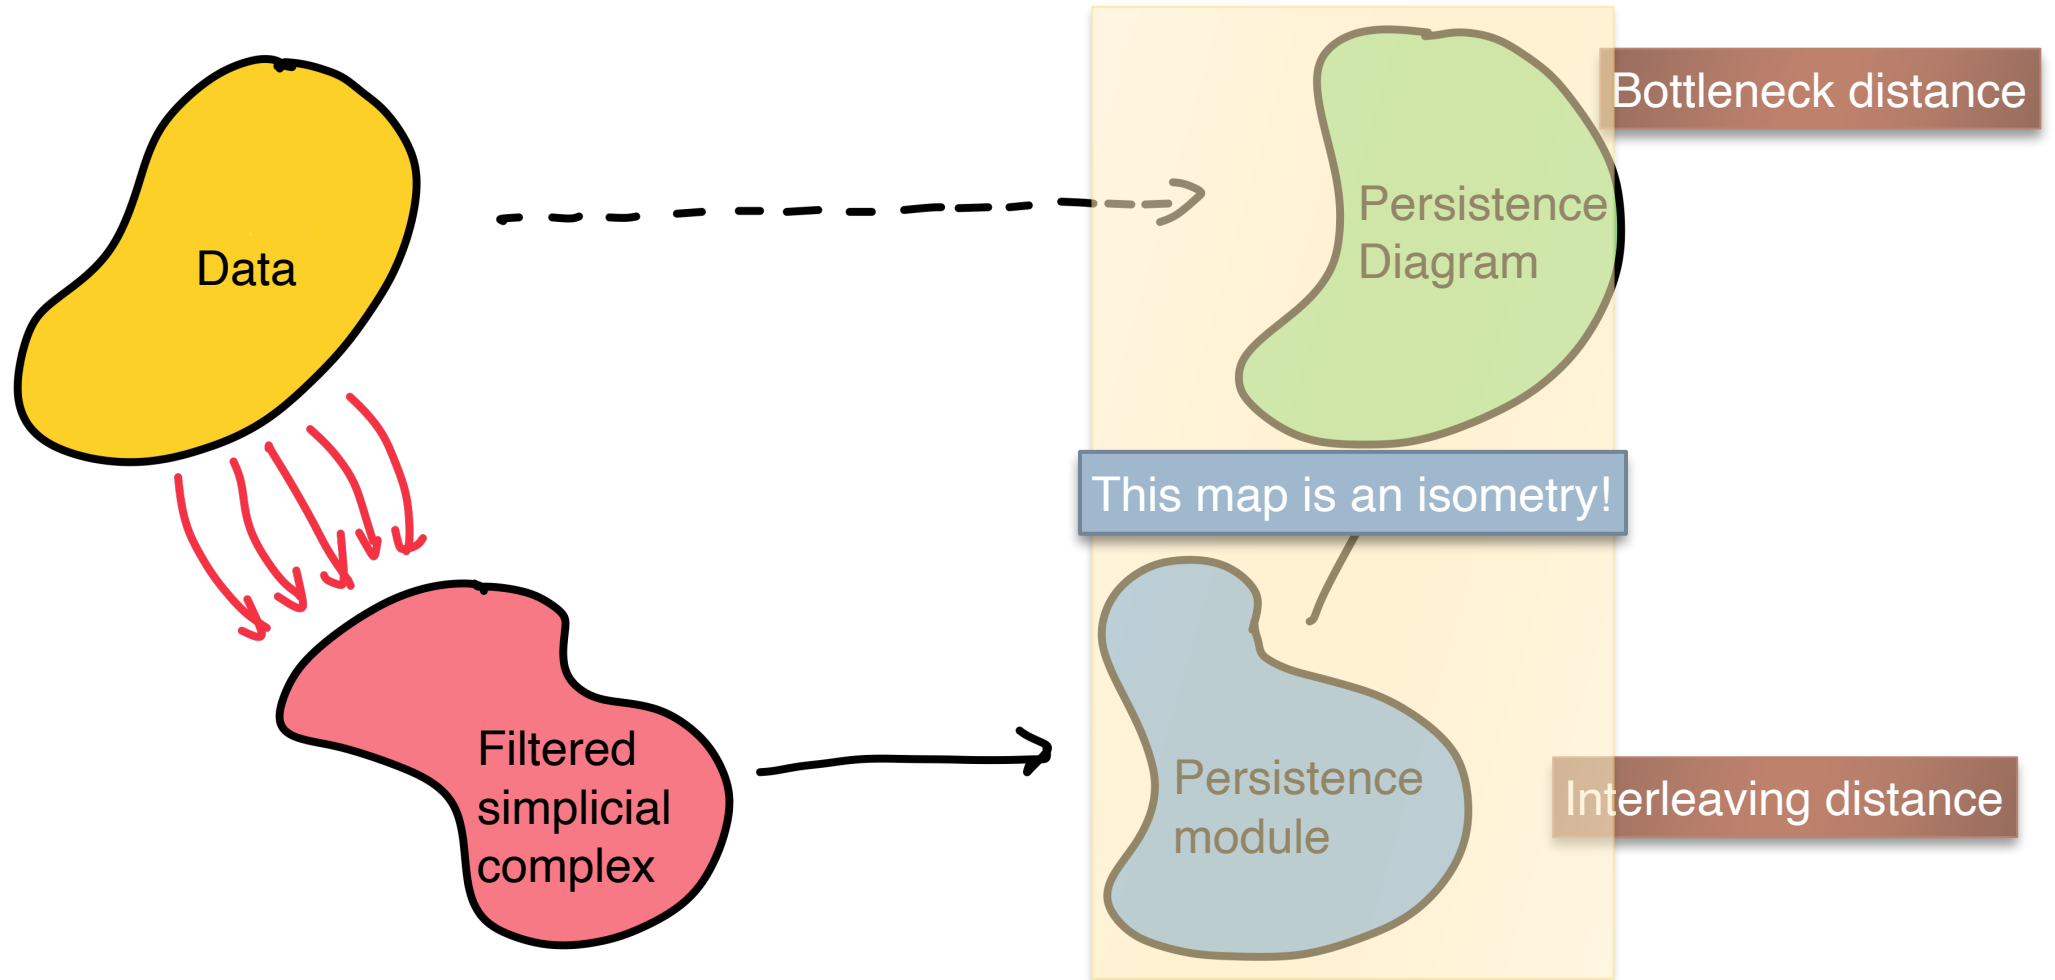 Bottleneck distance
Persistence
Diagram
Data
This map is an isometry!
Filtered
simplicial
complex
Persistence
module
Interleaving distance